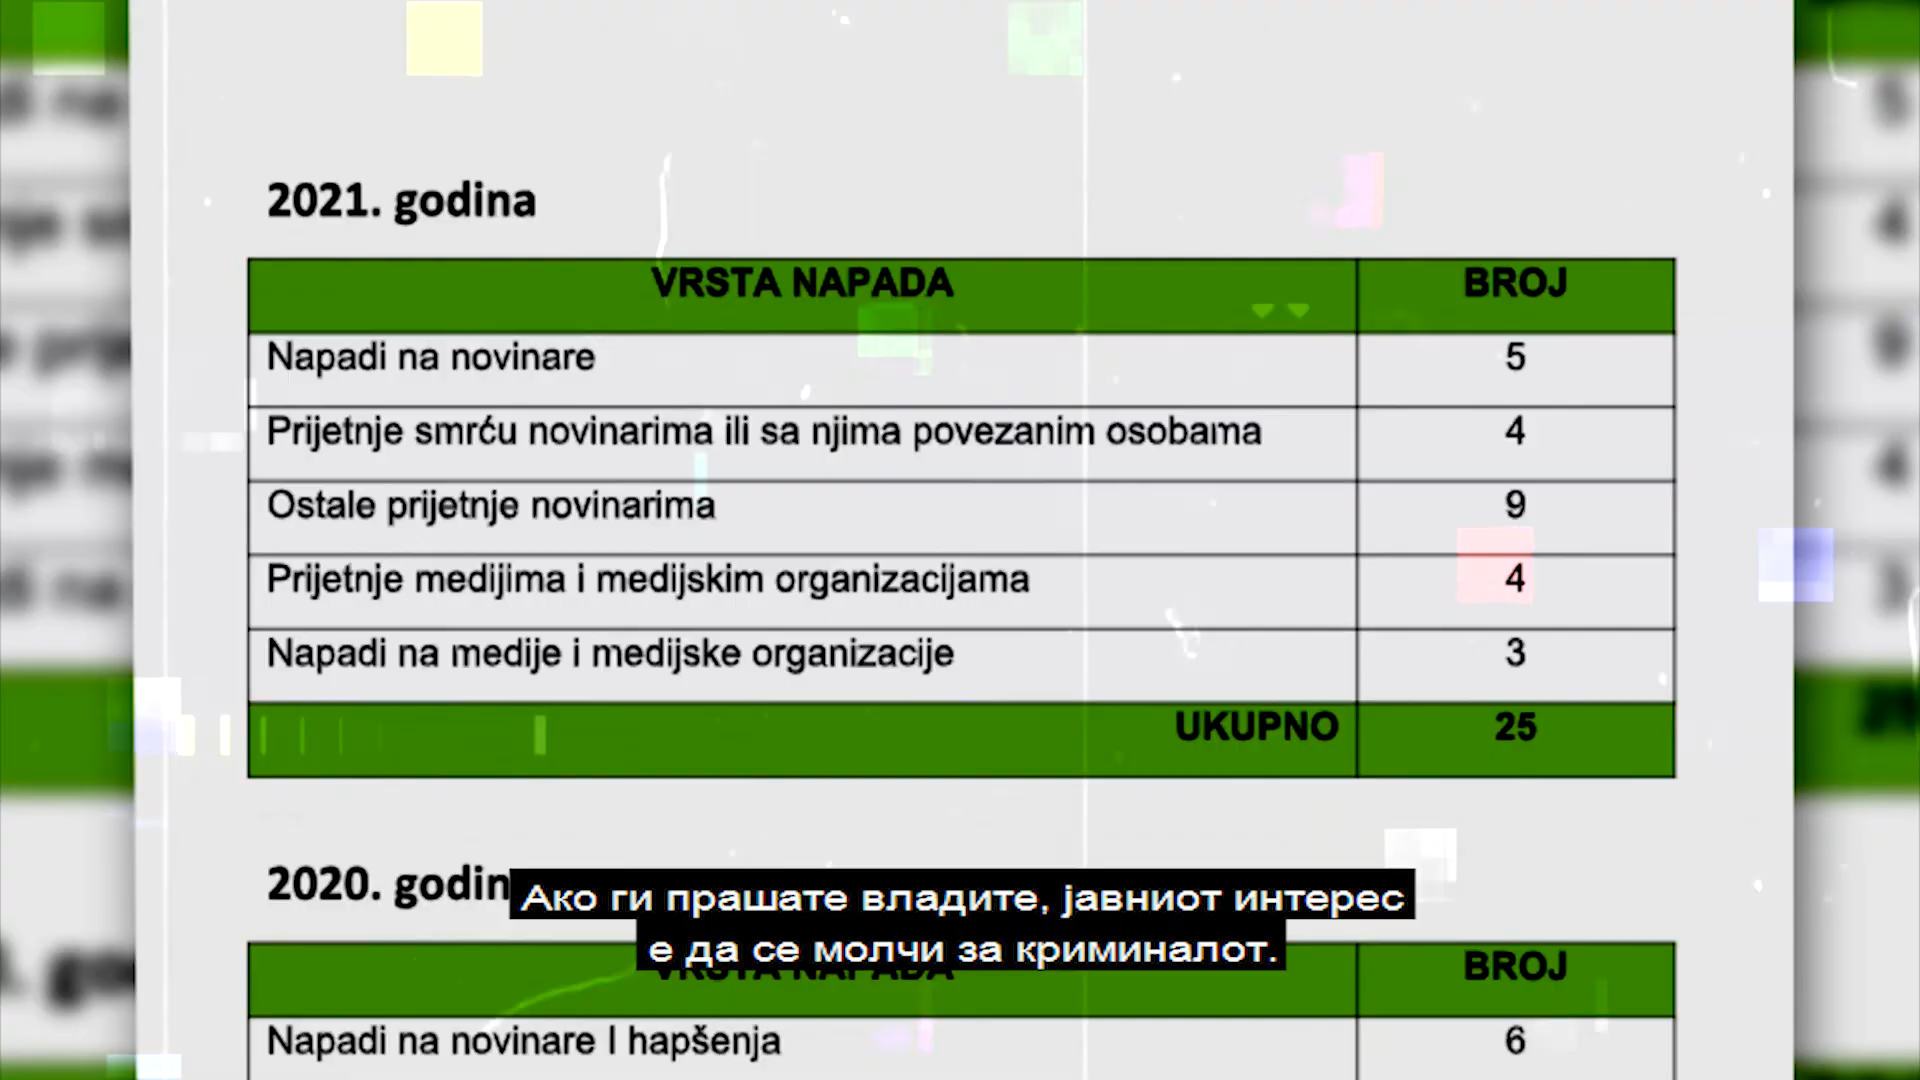 2021. godina
VRSTA NAPADA BROJ
Napadi na novinare 5
Prijetnje smrću novinarima ili sa njima povezanim osobama 4
Ostale prijetnje novinarima 9
Prijetnje medijima i medijskim organizacijama 4
Napadi na medije i medijske organizacije 3
UKUPNO 25
2020. godin
Ако ги прашате владите, јавниот интерес
е да се молчи за криминалот.
VRSTA NAPADA BROJ
Napadi na novinare I hapšenja 6